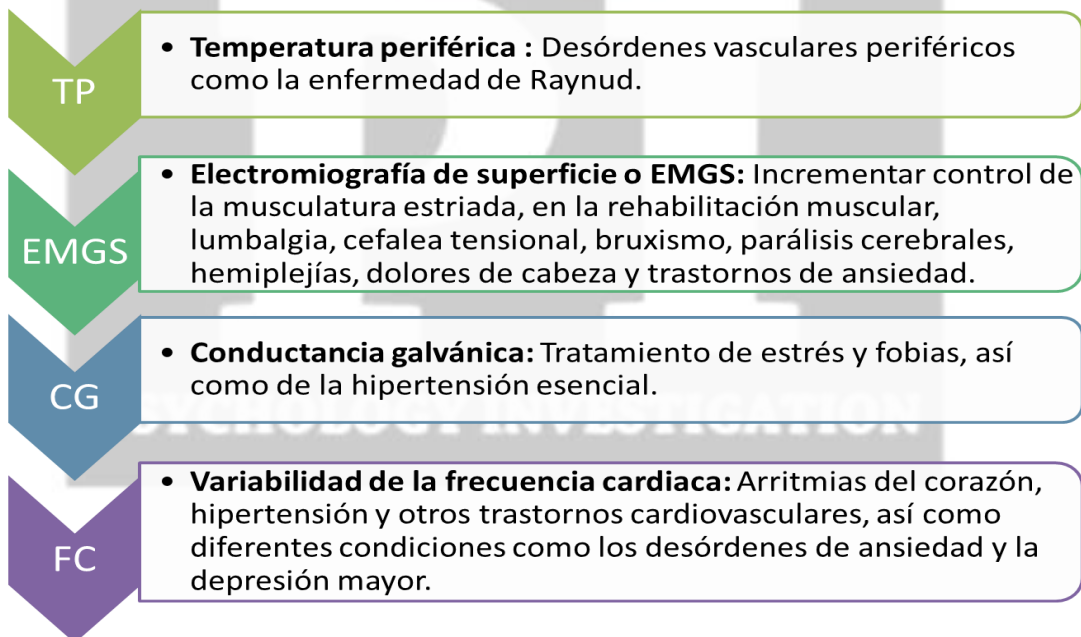 TP
• Temperatura periférica : Desórdenes vasculares periféricos
como la enfermedad de Raynud.
EMGS
• Electromiografía de superficie o EMGS: Incrementar control de
la musculatura estriada, en la rehabilitación muscular,
lumbalgia, cefalea tensional, bruxismo, parálisis cerebrales,
hemiplejías, dolores de cabeza y trastornos de ansiedad.
CG
• Conductancia galvánica: Tratamiento de estrés y fobias, así
como de la hipertensión esencial.
PSYCHOLOGY INVESTIGATION
FC
• Variabilidad de la frecuencia cardiaca: Arritmias del corazón,
hipertensión y otros trastornos cardiovasculares, así como
diferentes condiciones como los desórdenes de ansiedad y la
depresión mayor.